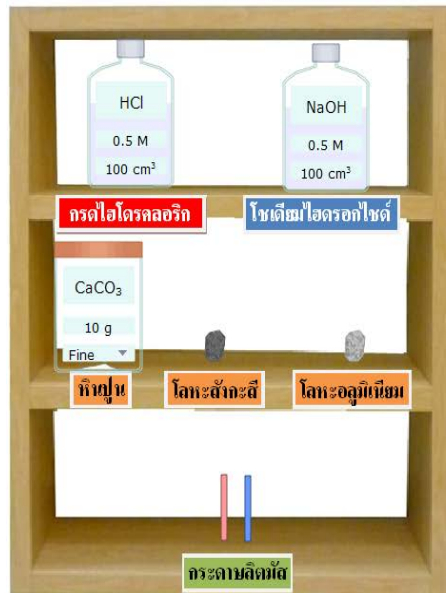 HCl
0.5 M
100 cm³
NaOH
0.5 M
100 cm³
กรดไฮโดรคลอริก
โซเดียมไฮดรอกไซด์
CaCO₃
10 g
Fine
หินปูน
โลหะสังกะสี
โลหะอลูมิเนียม
กระดาษลิตมัส